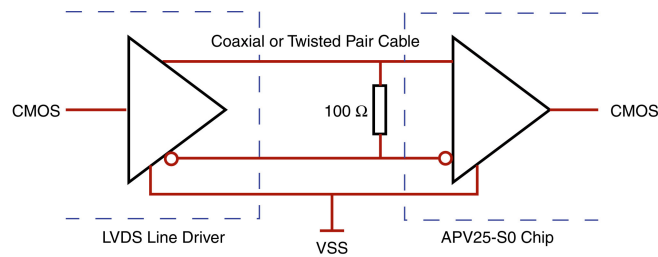 Coaxial or Twisted Pair Cable
CMOS
100 Ω
CMOS
LVDS Line Driver
VSS
APV25-S0 Chip